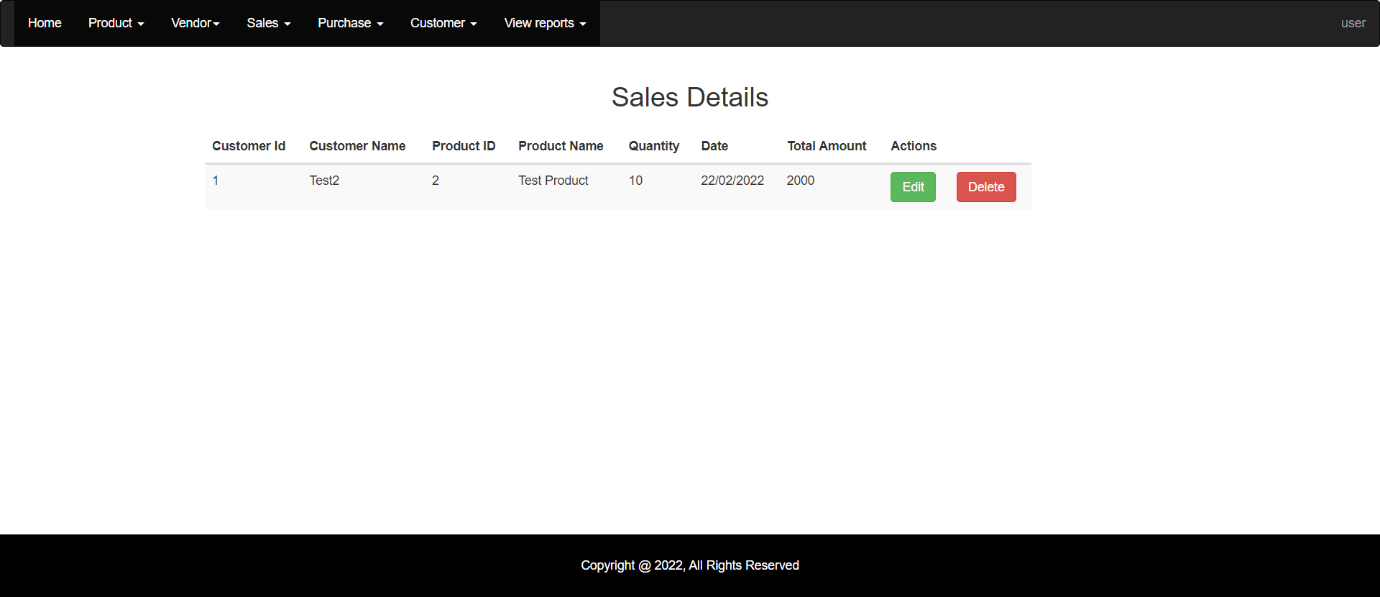 Home Product Vendor Sales Purchase Customer View reports user
Sales Details
Customer Id Customer Name Product ID Product Name Quantity Date Total Amount Actions
1 Test2 2 Test Product 10 22/02/2022 2000 Edit Delete
Copyright @ 2022, All Rights Reserved